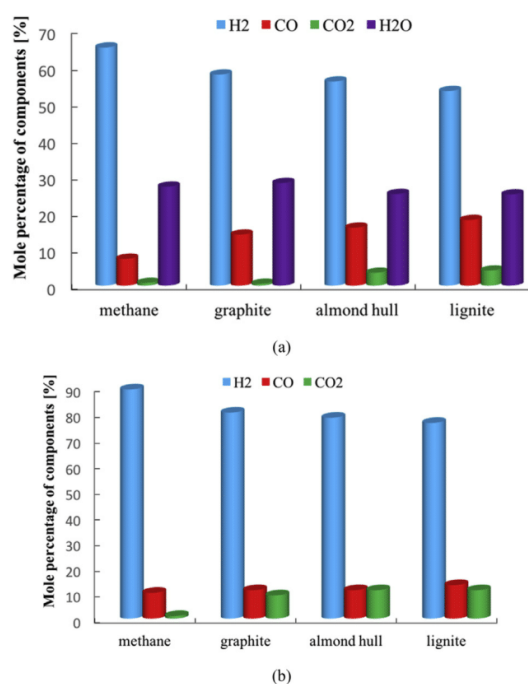 H2 CO CO2 H2O
Mole percentage of components [%]
70
60
50
40
30
20
10
0
methane graphite almond hull lignite
(a)
H2 CO CO2
Mole percentage of components [%]
90
80
70
60
50
40
30
20
10
0
methane graphite almond hull lignite
(b)